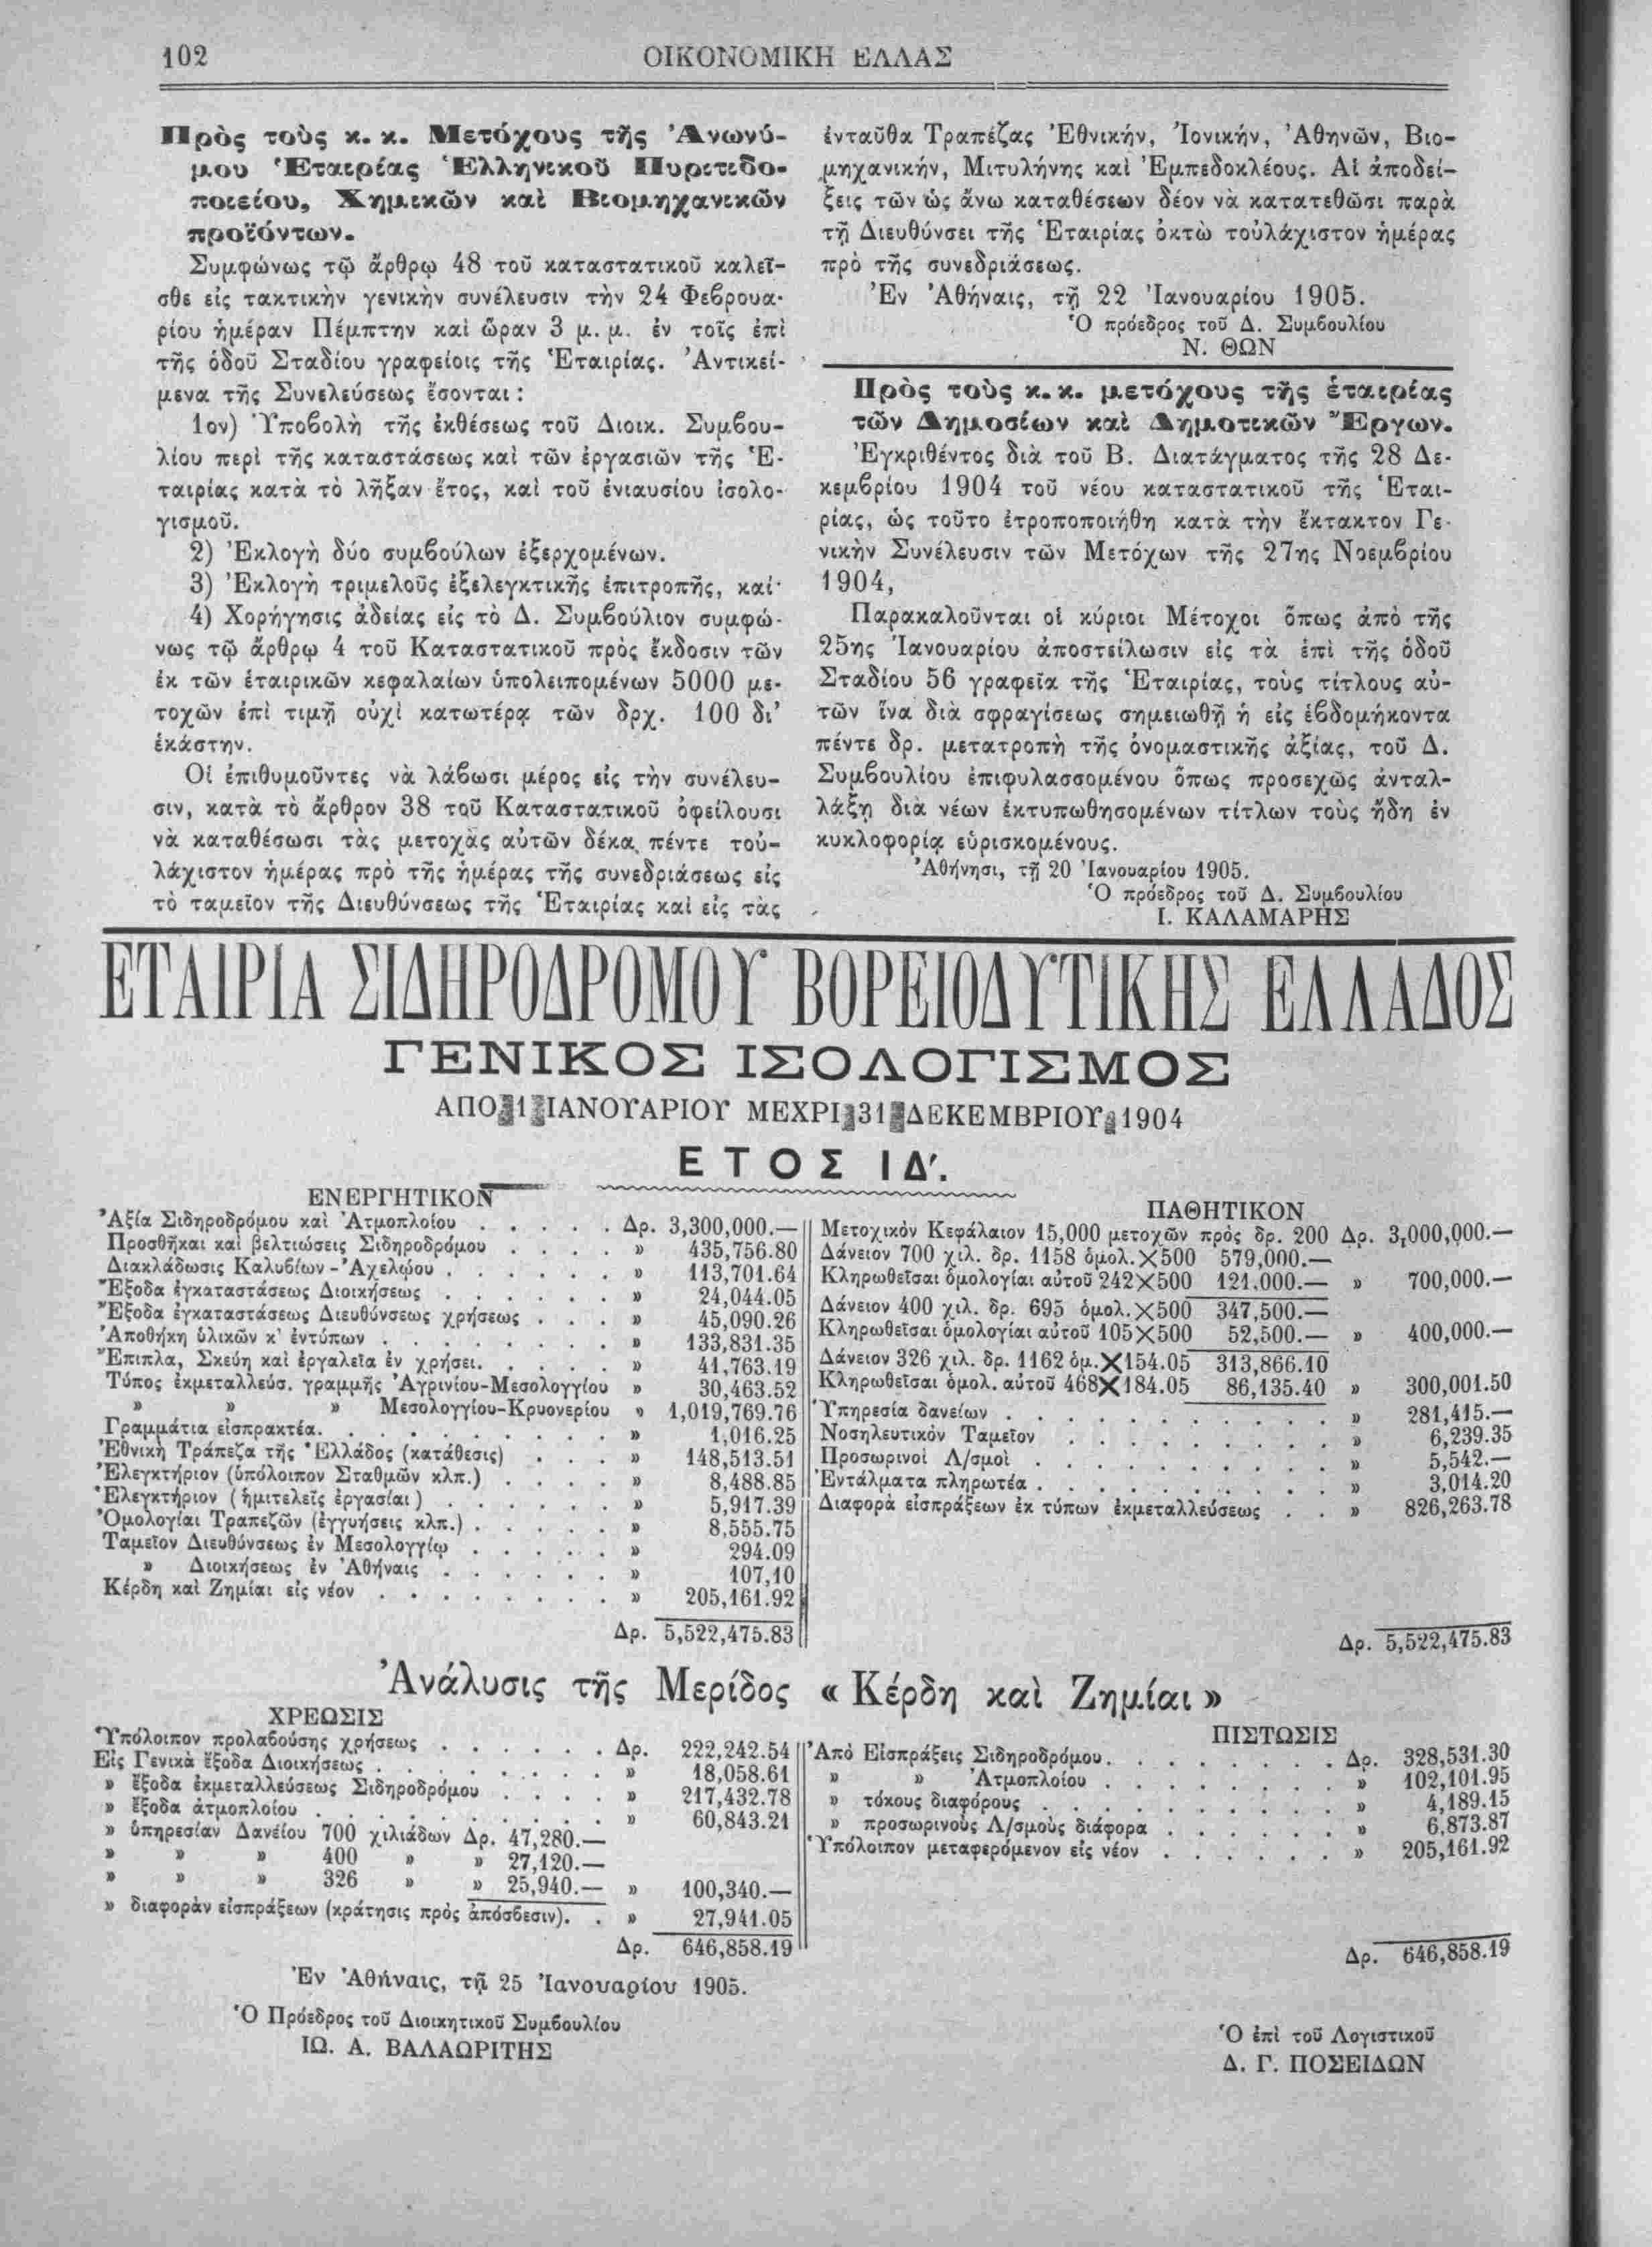 102
ΟΙΚΟΝΟΜΙΚΗ ΕΛΛΑΣ
Πρὸς τοὺς κ. κ. Μετόχους τῆς Ἀνωνύ-
μου Ἑταιρίας Ἑλληνικοῦ Πυριτιδο-
ποιείου, Χημικῶν καὶ Βιομηχανικῶν
προϊόντων.
Συμφώνως τῷ ἄρθρῳ 48 τοῦ καταστατικοῦ καλεῖ-
σθε εἰς τακτικὴν γενικὴν συνέλευσιν τὴν 24 Φεβρουα-
ρίου ἡμέραν Πέμπτην καὶ ὥραν 3 μ. μ. ἐν τοῖς ἐπὶ
τῆς ὁδοῦ Σταδίου γραφείοις τῆς Ἑταιρίας. Ἀντικεί-
μενα τῆς Συνελεύσεως ἔσονται :
1ον) Ὑποβολὴ τῆς ἐκθέσεως τοῦ Διοικ. Συμβου-
λίου περὶ τῆς καταστάσεως καὶ τῶν ἐργασιῶν τῆς Ἑ-
ταιρίας κατὰ τὸ λῆξαν ἔτος, καὶ τοῦ ἐνιαυσίου ἰσολο-
γισμοῦ.
2) Ἐκλογὴ δύο συμβούλων ἐξερχομένων.
3) Ἐκλογὴ τριμελοῦς ἐξελεγκτικῆς ἐπιτροπῆς, καί
4) Χορήγησις ἀδείας εἰς τὸ Δ. Συμβούλιον συμφώ-
νως τῷ ἄρθρῳ 4 τοῦ Καταστατικοῦ πρὸς ἔκδοσιν τῶν
ἐκ τῶν ἑταιρικῶν κεφαλαίων ὑπολειπομένων 5000 με-
τοχῶν ἐπὶ τιμῇ οὐχὶ κατωτέρᾳ τῶν δρχ. 100 δι'
ἑκάστην.
Οἱ ἐπιθυμοῦντες νὰ λάβωσι μέρος εἰς τὴν συνέλευ-
σιν, κατὰ τὸ ἄρθρον 38 τοῦ Καταστατικοῦ ὀφείλουσι
νὰ καταθέσωσι τὰς μετοχὰς αὐτῶν δέκα πέντε τοὐ-
λάχιστον ἡμέρας πρὸ τῆς ἡμέρας τῆς συνεδριάσεως εἰς
τὸ ταμεῖον τῆς Διευθύνσεως τῆς Ἑταιρίας καὶ εἰς τὰς
ἐνταῦθα Τραπέζας Ἐθνικήν, Ἰονικήν, Ἀθηνῶν, Βιο-
μηχανικήν, Μιτυλήνης καὶ Ἐμπεδοκλέους. Αἱ ἀποδεί-
ξεις τῶν ὡς ἄνω καταθέσεων δέον νὰ κατατεθῶσι παρὰ
τῇ Διευθύνσει τῆς Ἑταιρίας ὀκτὼ τοὐλάχιστον ἡμέρας
πρὸ τῆς συνεδριάσεως.
Ἐν Ἀθήναις, τῇ 22 Ἰανουαρίου 1905.
Ὁ πρόεδρος τοῦ Δ. Συμβουλίου
Ν. ΘΩΝ
Πρὸς τοὺς κ. κ. μετόχους τῆς ἑταιρίας
τῶν Δημοσίων καὶ Δημοτικῶν Ἔργων.
Ἐγκριθέντος διὰ τοῦ Β. Διατάγματος τῆς 28 Δε-
κεμβρίου 1904 τοῦ νέου καταστατικοῦ τῆς Ἑται-
ρίας, ὡς τοῦτο ἐτροποποιήθη κατὰ τὴν ἔκτακτον Γε-
νικὴν Συνέλευσιν τῶν Μετόχων τῆς 27ης Νοεμβρίου
1904,
Παρακαλοῦνται οἱ κύριοι Μέτοχοι ὅπως ἀπὸ τῆς
25ης Ἰανουαρίου ἀποστείλωσιν εἰς τὰ ἐπὶ τῆς ὁδοῦ
Σταδίου 56 γραφεῖα τῆς Ἑταιρίας, τοὺς τίτλους αὐ-
τῶν ἵνα διὰ σφραγίσεως σημειωθῇ ἡ εἰς ἑβδομήκοντα
πέντε δρ. μετατροπὴ τῆς ὀνομαστικῆς ἀξίας, τοῦ Δ.
Συμβουλίου ἐπιφυλασσομένου ὅπως προσεχῶς ἀνταλ-
λάξῃ διὰ νέων ἐκτυπωθησομένων τίτλων τοὺς ἤδη ἐν
κυκλοφορίᾳ εὑρισκομένους.
Ἀθήνησι, τῇ 20 Ἰανουαρίου 1905.
Ὁ πρόεδρος τοῦ Δ. Συμβουλίου
Ι. ΚΑΛΑΜΑΡΗΣ
ΕΤΑΙΡΙΑ ΣΙΔΗΡΟΔΡΟΜΟΥ ΒΟΡΕΙΟΔΥΤΙΚΗΣ ΕΛΛΑΔΟΣ
ΓΕΝΙΚΟΣ ΙΣΟΛΟΓΙΣΜΟΣ
ΑΠΟ 1 ΙΑΝΟΥΑΡΙΟΥ ΜΕΧΡΙ 31 ΔΕΚΕΜΒΡΙΟΥ 1904
ΕΤΟΣ ΙΔ'.
ΕΝΕΡΓΗΤΙΚΟΝ
Ἀξία Σιδηροδρόμου καὶ Ἀτμοπλοίου . . . . . Δρ. 3,300,000.—
Προσθῆκαι καὶ βελτιώσεις Σιδηροδρόμου . . . . » 435,756.80
Διακλάδωσις Καλυβίων - Ἀχελῴου . . . . . . » 113,701.64
Ἔξοδα ἐγκαταστάσεως Διοικήσεως . . . . . . » 24,044.05
Ἔξοδα ἐγκαταστάσεως Διευθύνσεως χρήσεως . . . » 45,090.26
Ἀποθήκη ὑλικῶν κ' ἐντύπων . . . . . . . » 133,831.35
Ἔπιπλα, Σκεύη καὶ ἐργαλεῖα ἐν χρήσει. . . . . » 41,763.19
Τύπος ἐκμεταλλεύσ. γραμμῆς Ἀγρινίου-Μεσολογγίου » 30,463.52
» » » Μεσολογγίου-Κρυονερίου » 1,019,769.76
Γραμμάτια εἰσπρακτέα. . . . . . . . . » 1,016.25
Ἐθνικὴ Τράπεζα τῆς Ἑλλάδος (κατάθεσις) . . . » 148,513.51
Ἐλεγκτήριον (ὑπόλοιπον Σταθμῶν κλπ.) . . . . » 8,488.85
Ἐλεγκτήριον (ἡμιτελεῖς ἐργασίαι) . . . . . . » 5,917.39
Ὁμολογίαι Τραπεζῶν (ἐγγυήσεις κλπ.) . . . . . » 8,555.75
Ταμεῖον Διευθύνσεως ἐν Μεσολογγίῳ . . . . . » 294.09
» Διοικήσεως ἐν Ἀθήναις . . . . . . » 107,10
Κέρδη καὶ Ζημίαι εἰς νέον . . . . . . . . » 205,161.92
Δρ. 5,522,475.83
ΠΑΘΗΤΙΚΟΝ
Μετοχικὸν Κεφάλαιον 15,000 μετοχῶν πρὸς δρ. 200 Δρ. 3,000,000.—
Δάνειον 700 χιλ. δρ. 1158 ὁμολ.×500 579,000.—
Κληρωθεῖσαι ὁμολογίαι αὐτοῦ 242×500 121.000.— » 700,000.—
Δάνειον 400 χιλ. δρ. 695 ὁμολ.×500 347,500.—
Κληρωθεῖσαι ὁμολογίαι αὐτοῦ 105×500 52,500.— » 400,000.—
Δάνειον 326 χιλ. δρ. 1162 ὁμ.×154.05 313,866.10
Κληρωθεῖσαι ὁμολ. αὐτοῦ 468×184.05 86,135.40 » 300,001.50
Ὑπηρεσία δανείων . . . . . . . . . . » 281,415.—
Νοσηλευτικὸν Ταμεῖον . . . . . . . . » 6,239.35
Προσωρινοὶ Λ/σμοὶ . . . . . . . . . » 5,542.—
Ἐντάλματα πληρωτέα . . . . . . . . . » 3,014.20
Διαφορὰ εἰσπράξεων ἐκ τύπων ἐκμεταλλεύσεως . . » 826,263.78
Δρ. 5,522,475.83
Ἀνάλυσις τῆς Μερίδος « Κέρδη καὶ Ζημίαι »
ΧΡΕΩΣΙΣ
Ὑπόλοιπον προλαβούσης χρήσεως . . . . . . Δρ. 222,242.54
Εἰς Γενικὰ ἔξοδα Διοικήσεως . . . . . . . » 18,058.61
» ἔξοδα ἐκμεταλλεύσεως Σιδηροδρόμου . . . . » 217,432.78
» ἔξοδα ἀτμοπλοίου . . . . . . . . . » 60,843.21
» ὑπηρεσίαν Δανείου 700 χιλιάδων Δρ. 47,280.—
» » » 400 » » 27,120.—
» » » 326 » » 25,940.— » 100,340.—
» διαφορὰν εἰσπράξεων (κράτησις πρὸς ἀπόσβεσιν). . » 27,941.05
Δρ. 646,858.19
ΠΙΣΤΩΣΙΣ
Ἀπὸ Εἰσπράξεις Σιδηροδρόμου. . . . . . . . Δρ. 328,531.30
» » Ἀτμοπλοίου . . . . . . . . » 102,101.95
» τόκους διαφόρους . . . . . . . . . » 4,189.15
» προσωρινοὺς Λ/σμοὺς διάφορα . . . . . . » 6,873.87
Ὑπόλοιπον μεταφερόμενον εἰς νέον . . . . . . » 205,161.92
Δρ. 646,858.19
Ἐν Ἀθήναις, τῇ 25 Ἰανουαρίου 1905.
Ὁ Πρόεδρος τοῦ Διοικητικοῦ Συμβουλίου
ΙΩ. Α. ΒΑΛΑΩΡΙΤΗΣ
Ὁ ἐπὶ τοῦ Λογιστικοῦ
Δ. Γ. ΠΟΣΕΙΔΩΝ